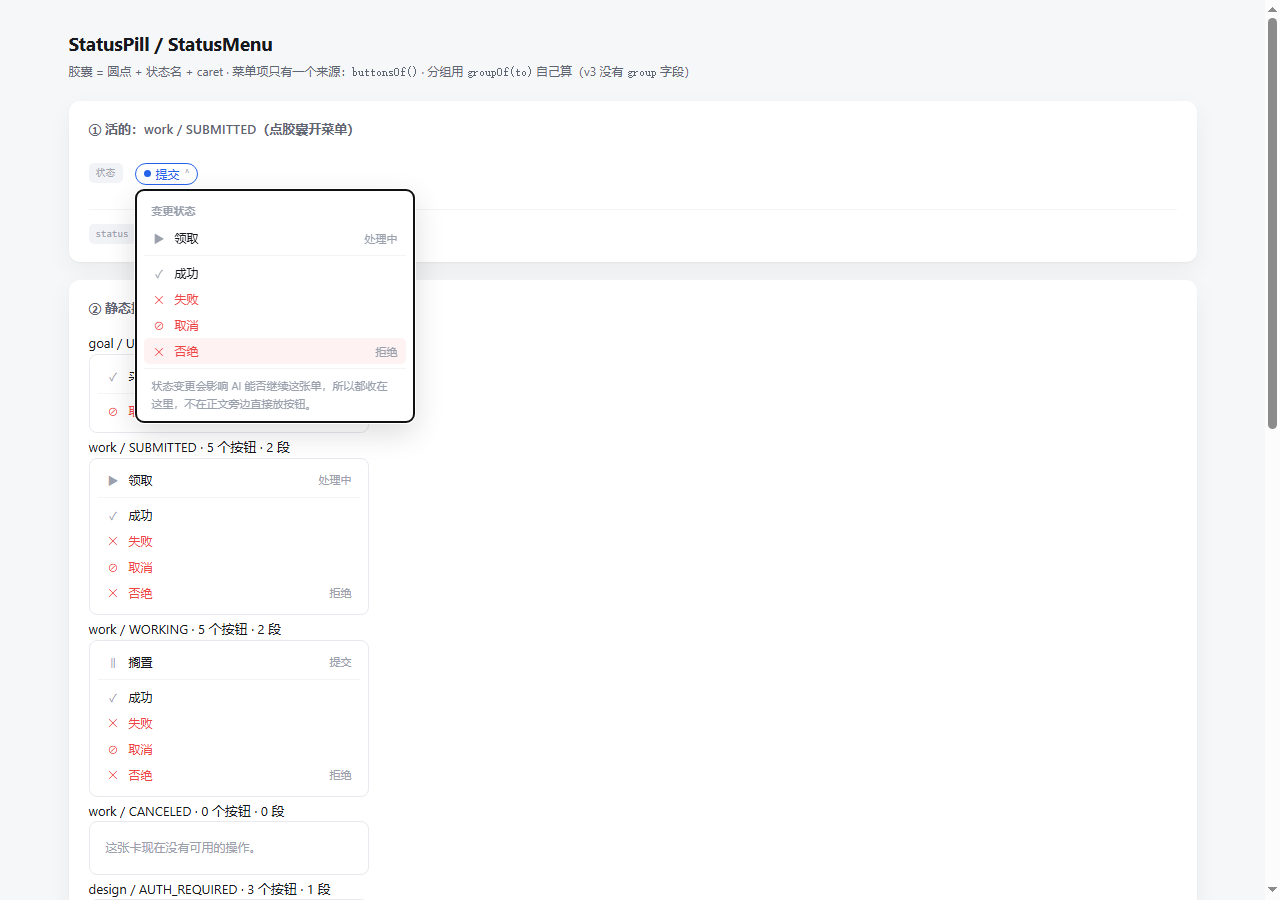 StatusPill / StatusMenu
胶囊 = 圆点 + 状态名 + caret · 菜单项只有一个来源：buttonsOf() · 分组用 groupOf(to) 自己算（v3 没有 group 字段）
① 活的：work / SUBMITTED（点胶囊开菜单）
状态
提交 ^
变更状态
▶ 领取 处理中
✓ 成功
✕ 失败
⊘ 取消
✕ 否绝 拒绝
状态变更会影响 AI 能否继续这张单，所以都收在
这里，不在正文旁边直接放按钮。
status
② 静态
goal / U
✓
⊘
work / SUBMITTED · 5 个按钮 · 2 段
▶ 领取 处理中
✓ 成功
✕ 失败
⊘ 取消
✕ 否绝 拒绝
work / WORKING · 5 个按钮 · 2 段
|| 搁置 提交
✓ 成功
✕ 失败
⊘ 取消
✕ 否绝 拒绝
work / CANCELED · 0 个按钮 · 0 段
这张卡现在没有可用的操作。
design / AUTH_REQUIRED · 3 个按钮 · 1 段